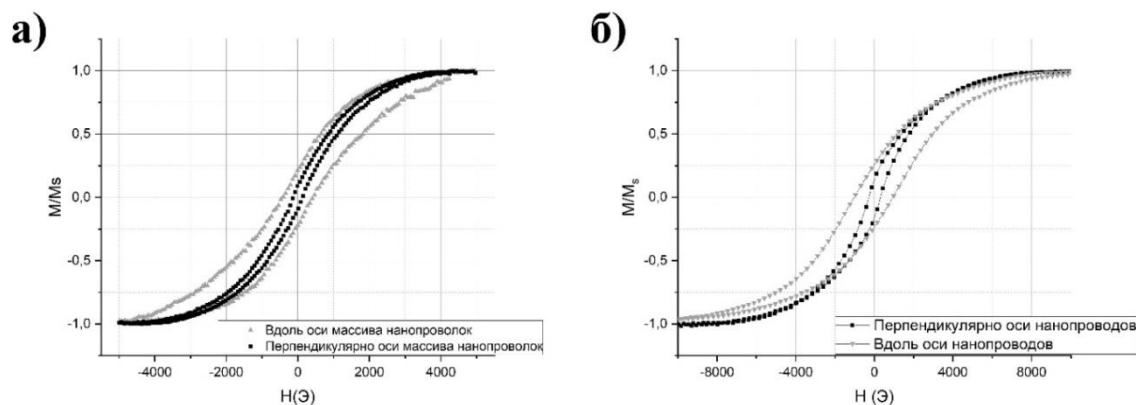 а)
M/Ms
1,0
0,5
0,0
-0,5
-1,0
-4000 -2000 0 2000 4000
H(Э)
Вдоль оси массива нанопроволок
Перпендикулярно оси массива нанопроволок
б)
M/Ms
1,0
0,5
0,0
-0,5
-1,0
-8000 -4000 0 4000 8000
H (Э)
Перпендикулярно оси нанопроводов
Вдоль оси нанопроводов